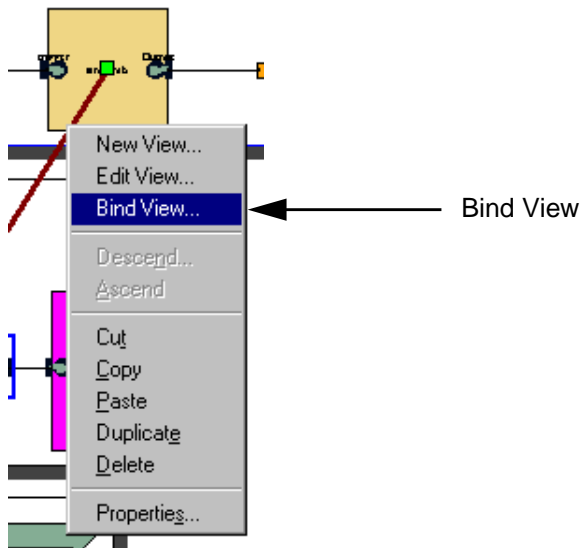 New View...
Edit View...
Bind View...
Bind View
Descend...
Ascend
Cut
Copy
Paste
Duplicate
Delete
Properties...